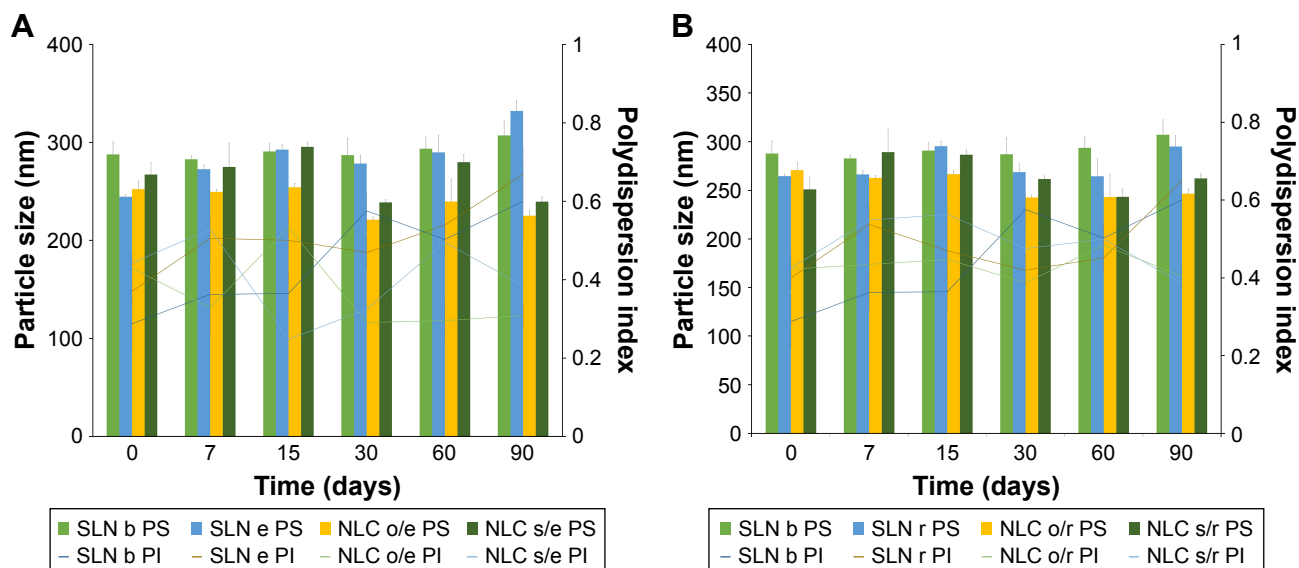 A
Particle size (nm)
400
300
200
100
0
1
0.8
0.6
0.4
0.2
0
Polydispersion index
0 7 15 30 60 90
Time (days)
SLN b PS SLN e PS NLC o/e PS NLC s/e PS
SLN b PI SLN e PI NLC o/e PI NLC s/e PI
B
Particle size (nm)
400
350
300
250
200
150
100
50
0
1
0.8
0.6
0.4
0.2
0
Polydispersion index
0 7 15 30 60 90
Time (days)
SLN b PS SLN r PS NLC o/r PS NLC s/r PS
SLN b PI SLN r PI NLC o/r PI NLC s/r PI